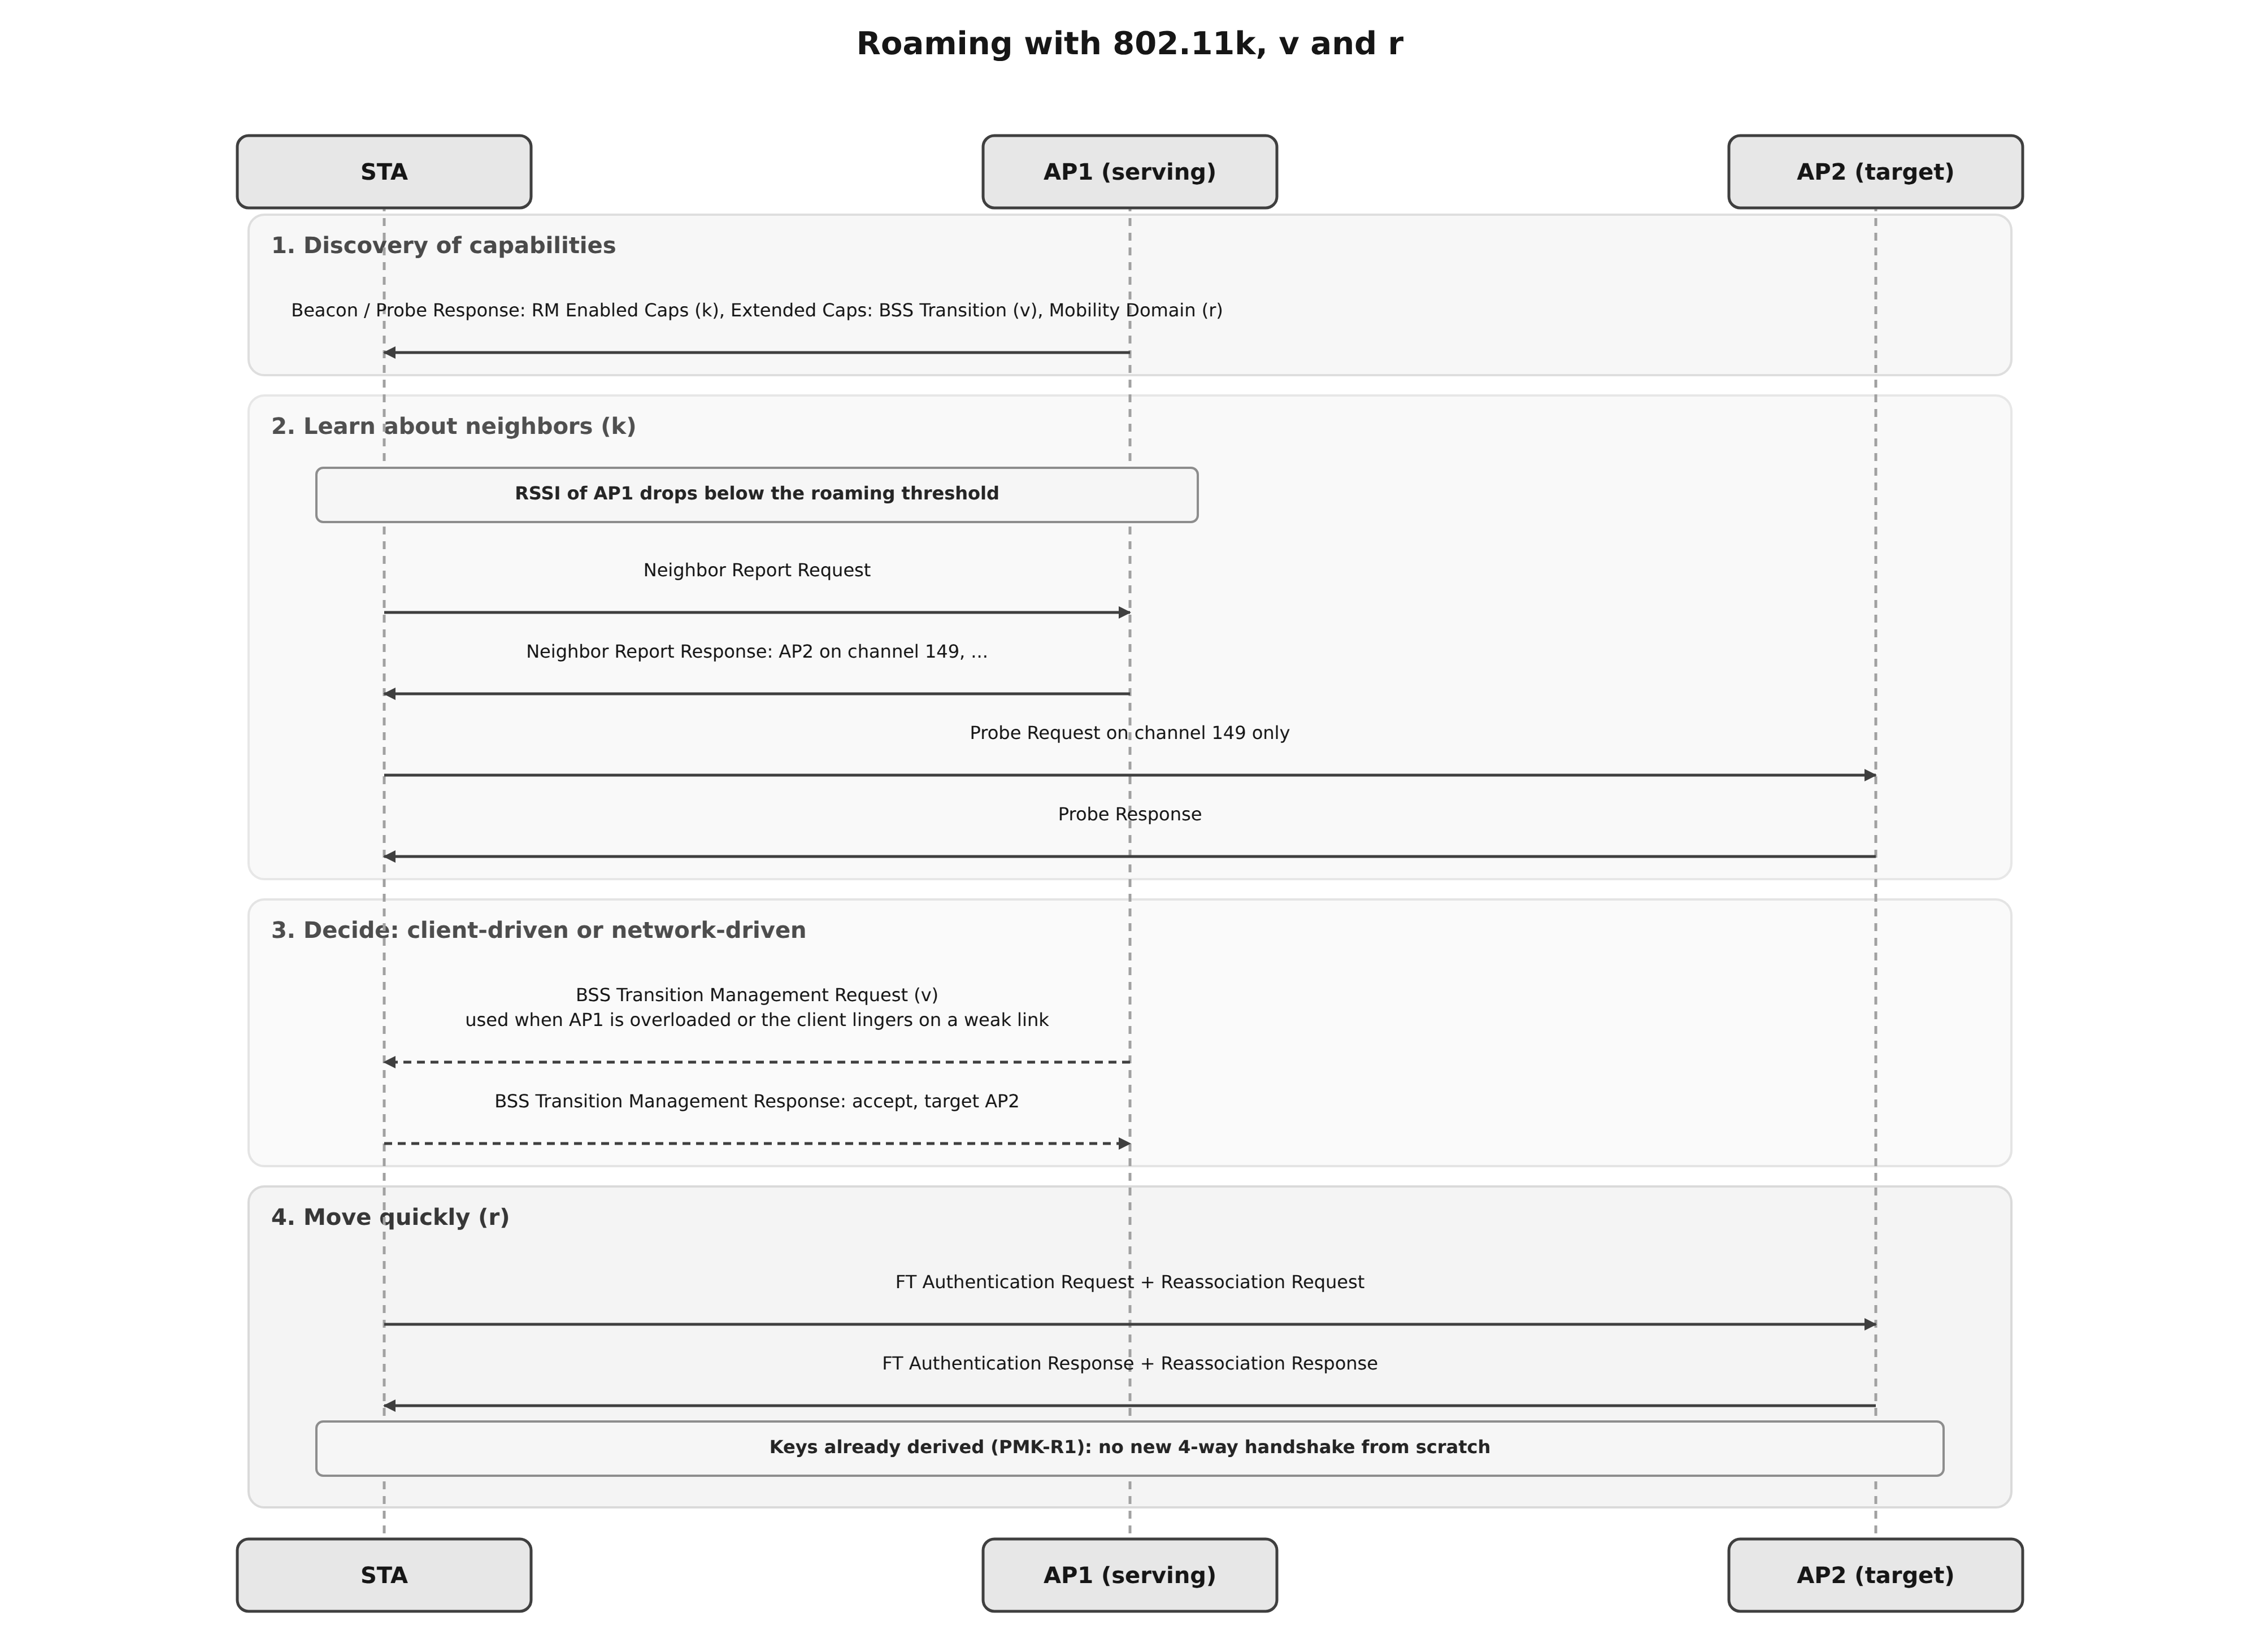 Roaming with 802.11k, v and r
STA
AP1 (serving)
AP2 (target)
1. Discovery of capabilities
Beacon / Probe Response: RM Enabled Caps (k), Extended Caps: BSS Transition (v), Mobility Domain (r)
2. Learn about neighbors (k)
RSSI of AP1 drops below the roaming threshold
Neighbor Report Request
Neighbor Report Response: AP2 on channel 149, ...
Probe Request on channel 149 only
Probe Response
3. Decide: client-driven or network-driven
BSS Transition Management Request (v)
used when AP1 is overloaded or the client lingers on a weak link
BSS Transition Management Response: accept, target AP2
4. Move quickly (r)
FT Authentication Request + Reassociation Request
FT Authentication Response + Reassociation Response
Keys already derived (PMK-R1): no new 4-way handshake from scratch
STA
AP1 (serving)
AP2 (target)